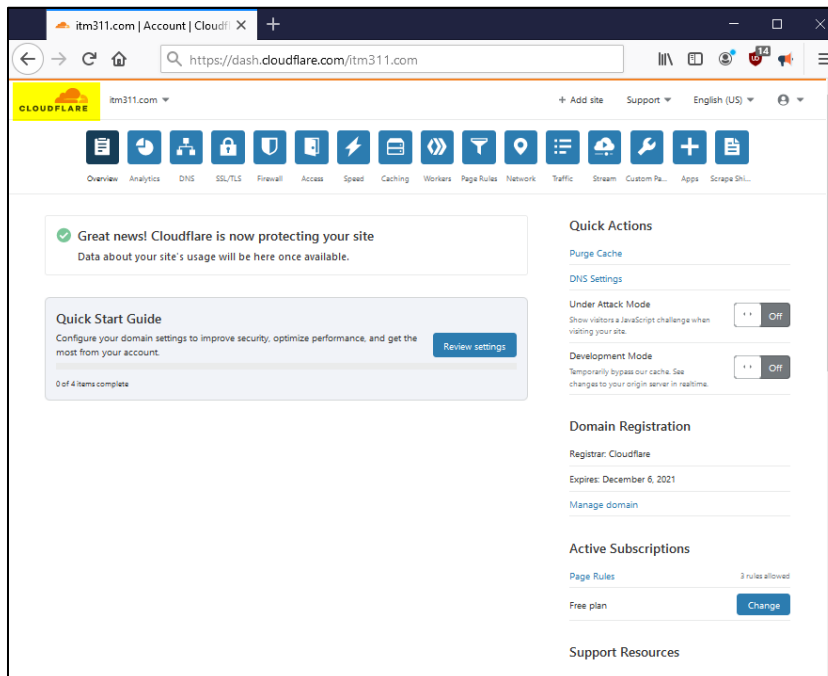 itm311.com | Account | Cloudfl
https://dash.cloudflare.com/itm311.com
14
CLOUDFLARE
itm311.com
+ Add site
Support
English (US)
Overview
Analytics
DNS
SSL/TLS
Firewall
Access
Speed
Caching
Workers
Page Rules
Network
Traffic
Stream
Custom Pa...
Apps
Scrape Shi...
Great news! Cloudflare is now protecting your site
Data about your site's usage will be here once available.
Quick Start Guide
Configure your domain settings to improve security, optimize performance, and get the
most from your account.
Review settings
0 of 4 items complete
Quick Actions
Purge Cache
DNS Settings
Under Attack Mode
Show visitors a JavaScript challenge when
visiting your site.
Off
Development Mode
Temporarily bypass our cache. See
changes to your origin server in realtime.
Off
Domain Registration
Registrar: Cloudflare
Expires: December 6, 2021
Manage domain
Active Subscriptions
Page Rules
3 rules allowed
Free plan
Change
Support Resources